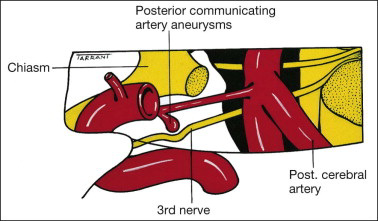 Posterior communicating
artery aneurysms
TARRANT
Chiasm
Post. cerebral
artery
3rd nerve